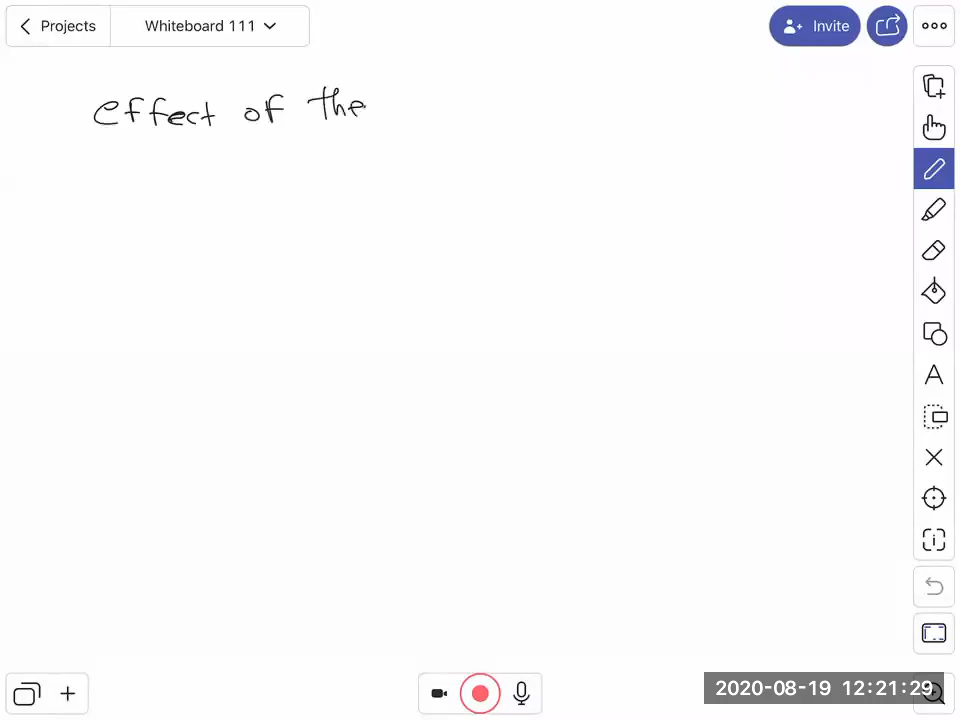 Projects
Whiteboard 111
Invite
effect of the
A
2020-08-19 12:21:29